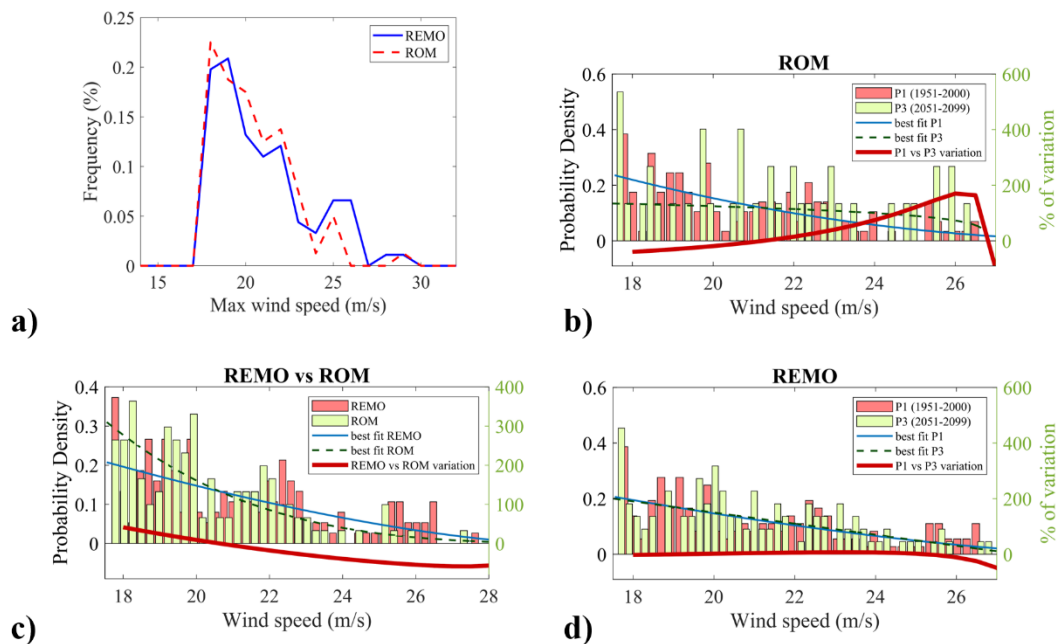 0.25
0.2
0.15
0.1
0.05
0
Frequency (%)
REMO
ROM
15
20
25
30
Max wind speed (m/s)
a)
ROM
0.6
0.4
0.2
0
Probability Density
P1 (1951-2000)
P3 (2051-2099)
best fit P1
best fit P3
P1 vs P3 variation
600
400
200
0
% of variation
18
20
22
24
26
Wind speed (m/s)
b)
REMO vs ROM
0.4
0.3
0.2
0.1
0
Probability Density
REMO
ROM
best fit REMO
best fit ROM
REMO vs ROM variation
400
300
200
100
0
% of variation
18
20
22
24
26
28
Wind speed (m/s)
c)
REMO
0.6
0.4
0.2
0
Probability Density
P1 (1951-2000)
P3 (2051-2099)
best fit P1
best fit P3
P1 vs P3 variation
600
400
200
0
% of variation
18
20
22
24
26
Wind speed (m/s)
d)